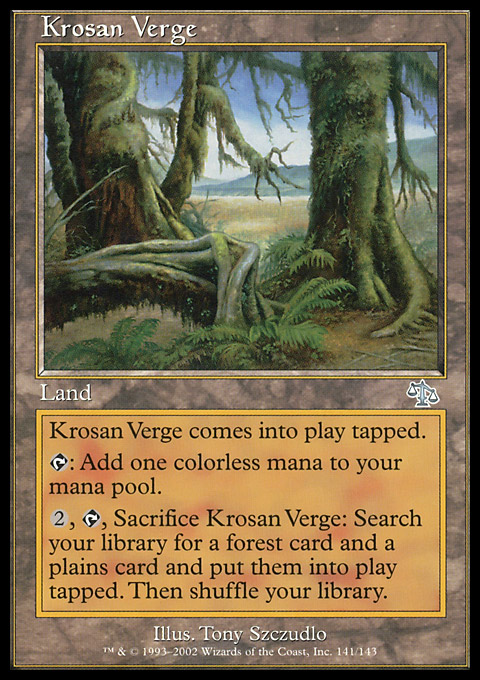 Krosan Verge
Land
Krosan Verge comes into play tapped.
: Add one colorless mana to your
mana pool.
2, , Sacrifice Krosan Verge: Search
your library for a forest card and a
plains card and put them into play
tapped. Then shuffle your library.
Illus. Tony Szczudlo
™ & © 1993–2002 Wizards of the Coast, Inc. 141/143